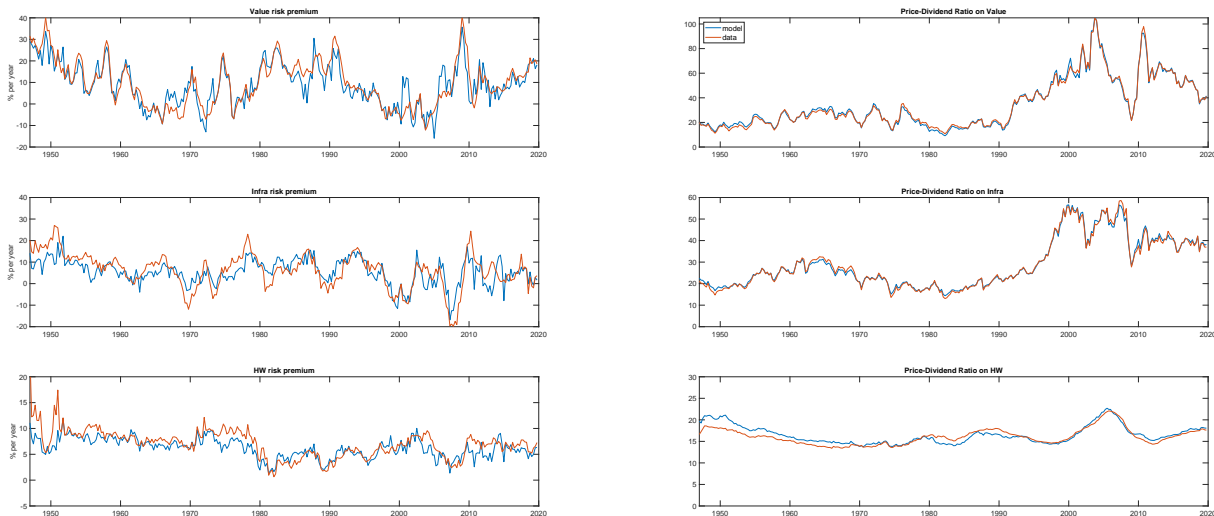 Value risk premium
% per year
40
30
20
10
0
-10
-20
1950 1960 1970 1980 1990 2000 2010 2020
Price-Dividend Ratio on Value
model
data
100
80
60
40
20
0
1950 1960 1970 1980 1990 2000 2010 2020
Infra risk premium
% per year
40
30
20
10
0
-10
-20
1950 1960 1970 1980 1990 2000 2010 2020
Price-Dividend Ratio on Infra
60
50
40
30
20
10
0
1950 1960 1970 1980 1990 2000 2010 2020
HW risk premium
% per year
20
15
10
5
0
-5
1950 1960 1970 1980 1990 2000 2010 2020
Price-Dividend Ratio on HW
30
25
20
15
10
5
0
1950 1960 1970 1980 1990 2000 2010 2020